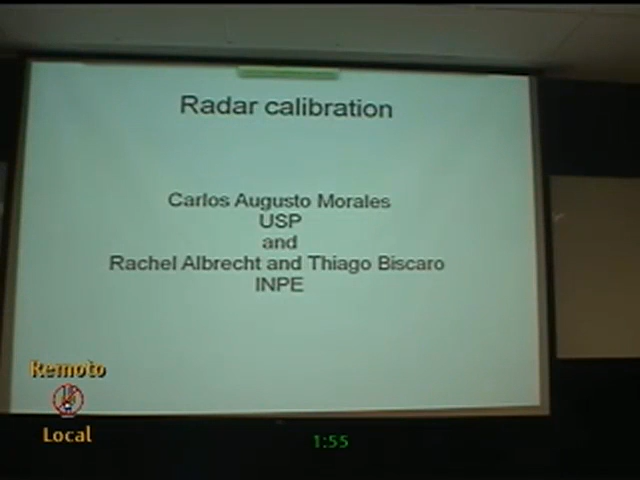 Radar calibration
Carlos Augusto Morales
USP
and
Rachel Albrecht and Thiago Biscaro
INPE
Remoto
Local
1:55